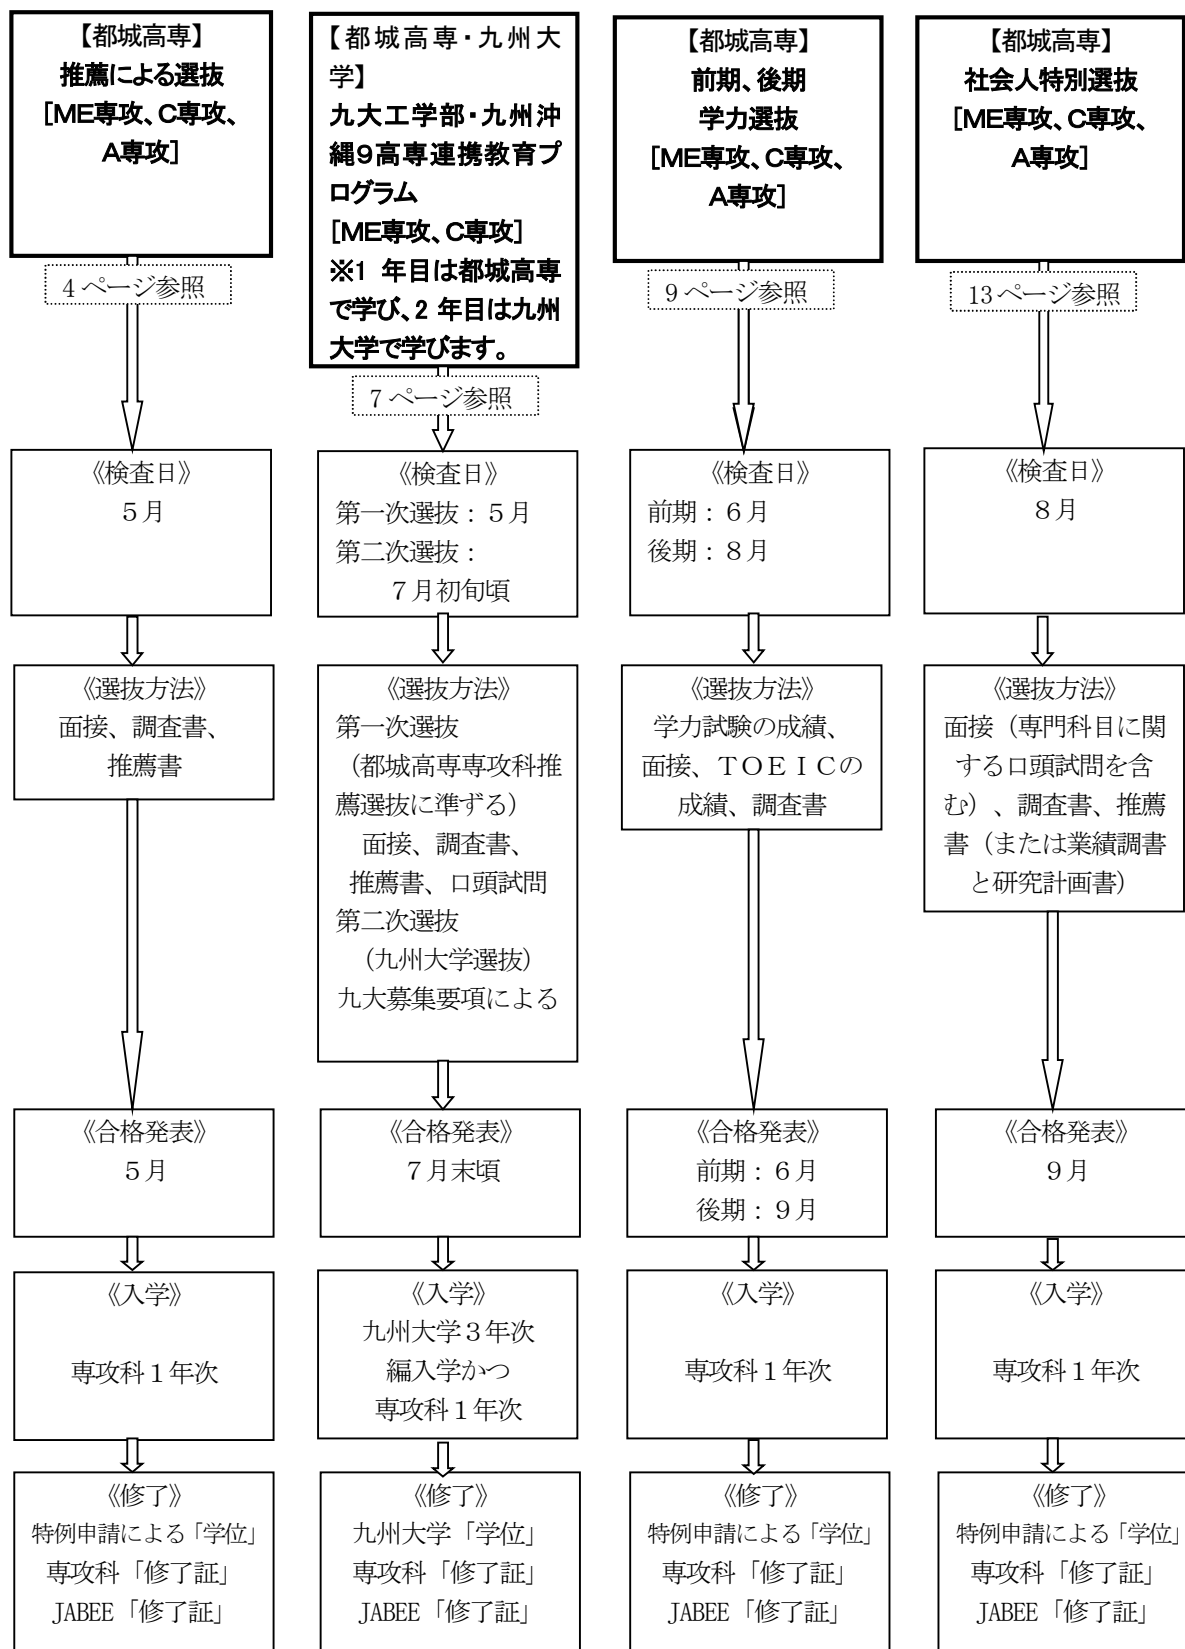 【都城高専】
推薦による選抜
[ME専攻、C専攻、
A専攻]
4 ページ参照
《検査日》
５月
《選抜方法》
面接、調査書、
推薦書
《合格発表》
５月
《入学》
専攻科１年次
《修了》
特例申請による「学位」
専攻科「修了証」
JABEE「修了証」
【都城高専・九州大
学】
九大工学部・九州沖
縄９高専連携教育プ
ログラム
[ME専攻、C専攻]
※1 年目は都城高専
で学び、2 年目は九州
大学で学びます。
7 ページ参照
《検査日》
第一次選抜：５月
第二次選抜：
７月初旬頃
《選抜方法》
第一次選抜
（都城高専専攻科推
薦選抜に準ずる）
面接、調査書、
推薦書、口頭試問
第二次選抜
（九州大学選抜）
九大募集要項による
《合格発表》
７月末頃
《入学》
九州大学３年次
編入学かつ
専攻科１年次
《修了》
九州大学「学位」
専攻科「修了証」
JABEE「修了証」
【都城高専】
前期、後期
学力選抜
[ME専攻、C専攻、
A専攻]
9 ページ参照
《検査日》
前期：６月
後期：８月
《選抜方法》
学力試験の成績、
面接、ＴＯＥＩＣの
成績、調査書
《合格発表》
前期：６月
後期：９月
《入学》
専攻科１年次
《修了》
特例申請による「学位」
専攻科「修了証」
JABEE「修了証」
【都城高専】
社会人特別選抜
[ME専攻、C専攻、
A専攻]
13 ページ参照
《検査日》
８月
《選抜方法》
面接（専門科目に関
する口頭試問を含
む）、調査書、推薦
書（または業績調書
と研究計画書）
《合格発表》
９月
《入学》
専攻科１年次
《修了》
特例申請による「学位」
専攻科「修了証」
JABEE「修了証」